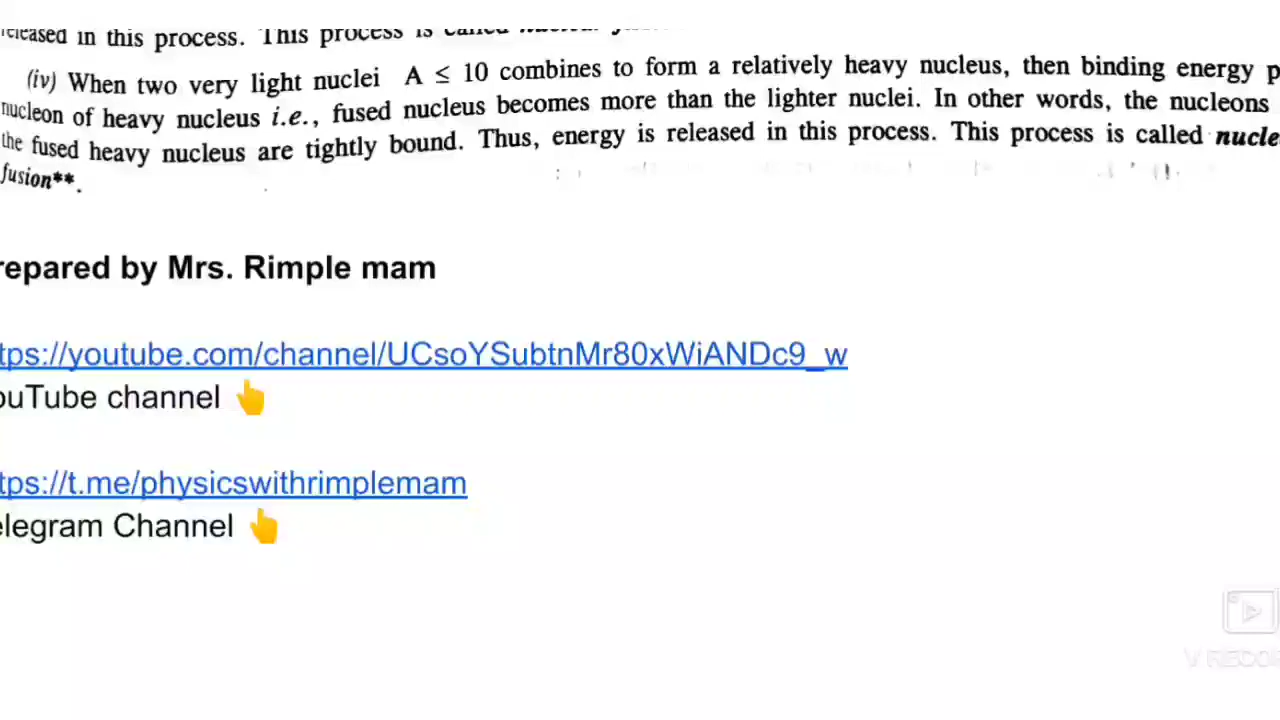 released in this process. This process is called
(iv) When two very light nuclei A ≤ 10 combines to form a relatively heavy nucleus, then binding energy p
nucleon of heavy nucleus i.e., fused nucleus becomes more than the lighter nuclei. In other words, the nucleons
the fused heavy nucleus are tightly bound. Thus, energy is released in this process. This process is called nucle
fusion**.
repared by Mrs. Rimple mam
tps://youtube.com/channel/UCsoYSubtnMr80xWiANDc9_w
ouTube channel 👆
tps://t.me/physicswithrimplemam
elegram Channel 👆
V RECOR